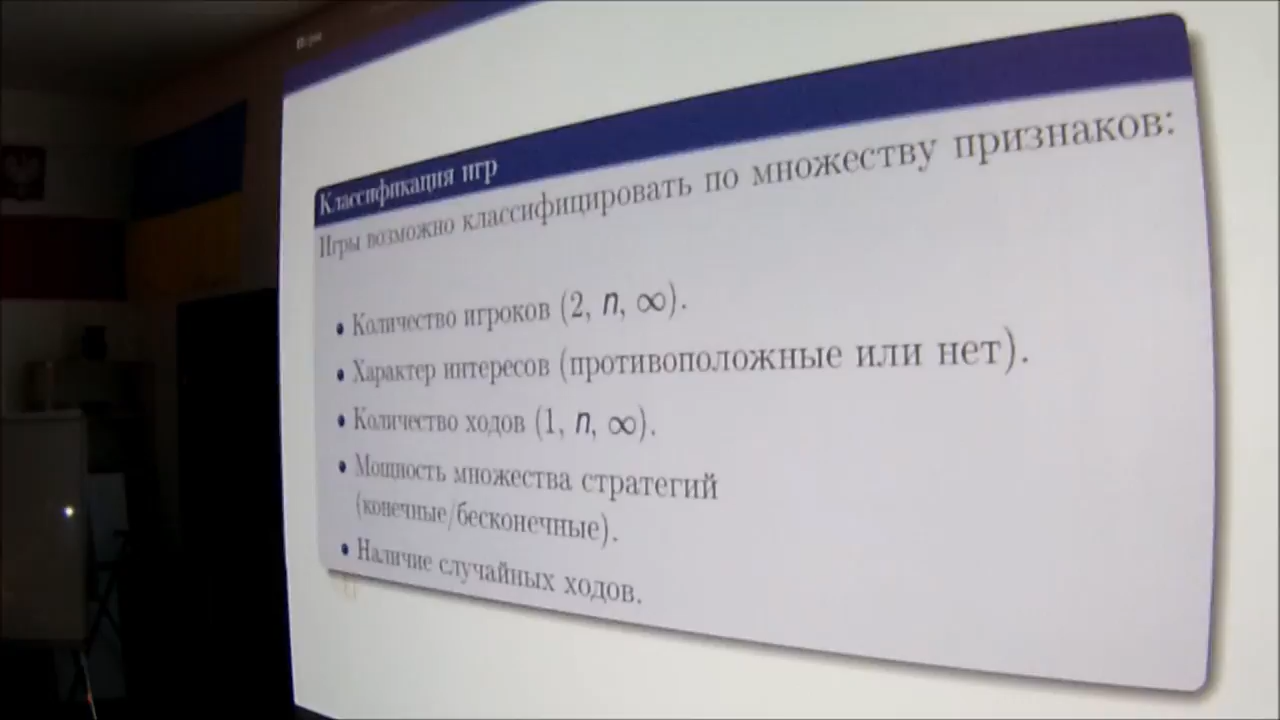 Игры
Классификация игр
Игры возможно классифицировать по множеству признаков:
• Количество игроков (2, n, ∞).
• Характер интересов (противоположные или нет).
• Количество ходов (1, n, ∞).
• Мощность множества стратегий
(конечные/бесконечные).
• Наличие случайных ходов.